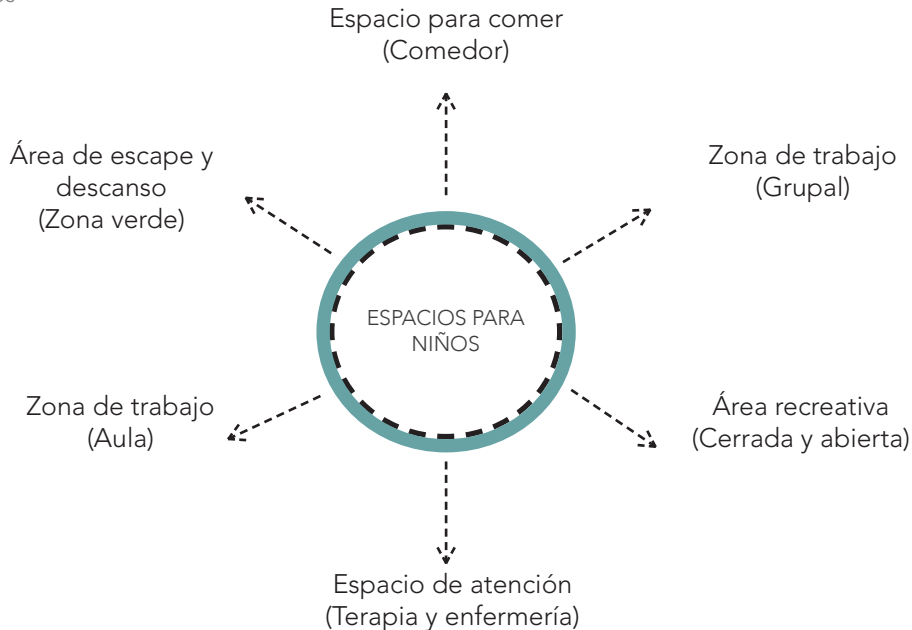 Espacio para comer
(Comedor)
Área de escape y
descanso
(Zona verde)
Zona de trabajo
(Grupal)
ESPACIOS PARA
NIÑOS
Zona de trabajo
(Aula)
Área recreativa
(Cerrada y abierta)
Espacio de atención
(Terapia y enfermería)